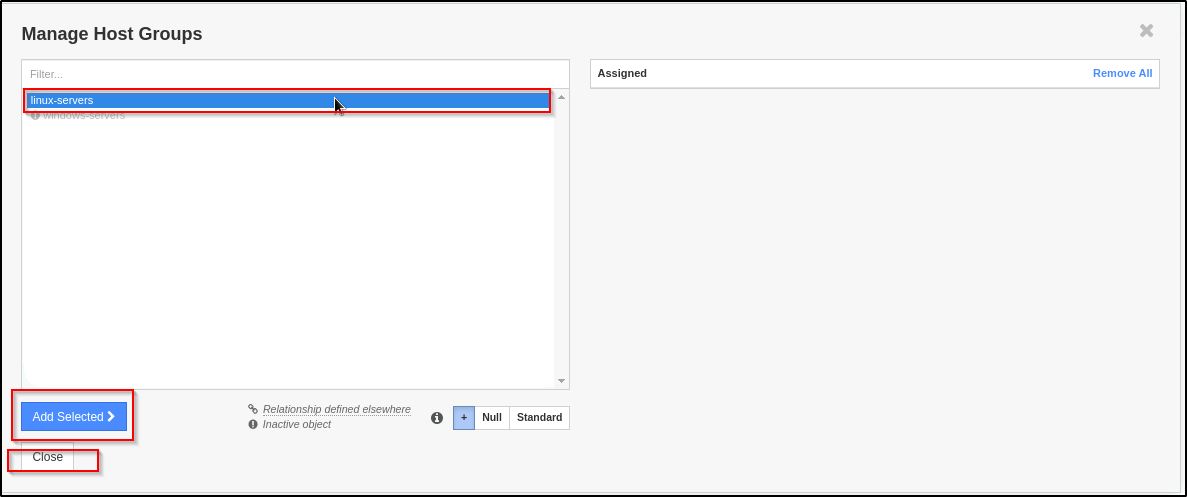 Manage Host Groups
Filter...
linux-servers
windows-servers
Assigned
Remove All
Add Selected
Relationship defined elsewhere
Inactive object
+ Null Standard
Close